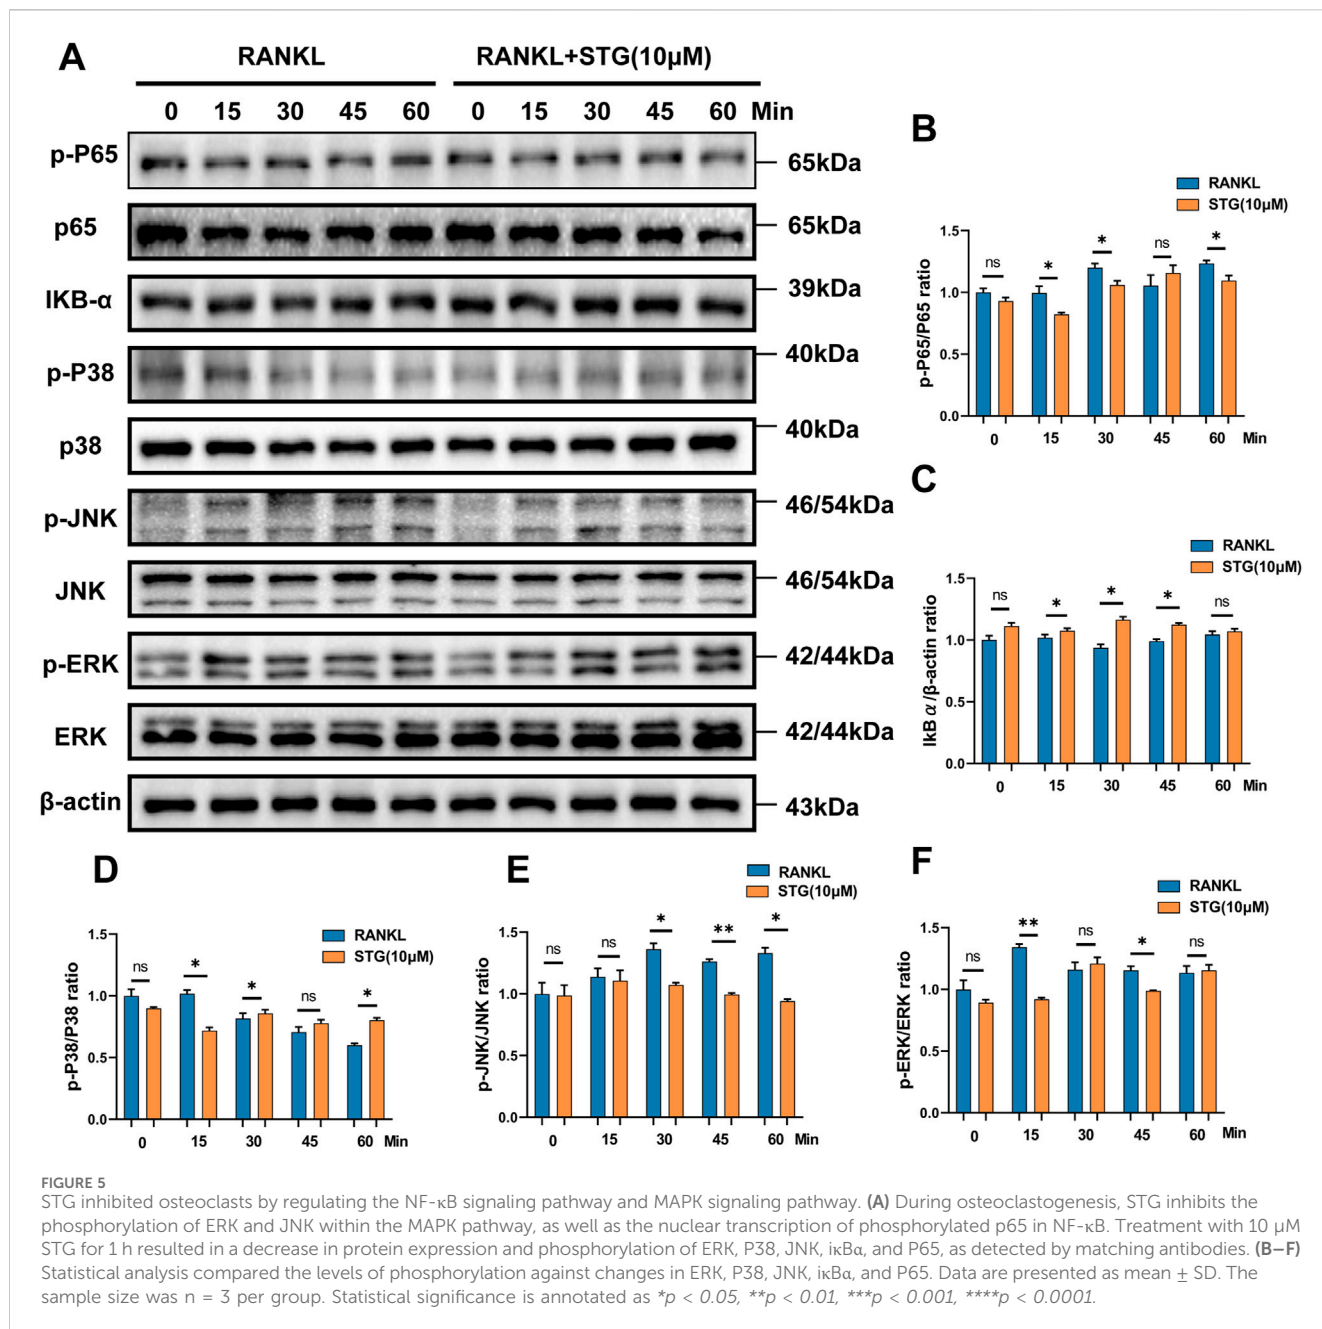 A
RANKL RANKL+STG(10μM)
0 15 30 45 60 0 15 30 45 60 Min
p-P65 65kDa
p65 65kDa
IKB-α 39kDa
p-P38 40kDa
p38 40kDa
p-JNK 46/54kDa
JNK 46/54kDa
p-ERK 42/44kDa
ERK 42/44kDa
β-actin 43kDa
B
RANKL
STG(10μM)
p-P65/P65 ratio
1.5
1.0
0.5
0.0
ns * * ns *
0 15 30 45 60 Min
C
RANKL
STG(10μM)
IkB α /β-actin ratio
1.5
1.0
0.5
0.0
ns * * * ns
0 15 30 45 60 Min
D
RANKL
STG(10μM)
p-P38/P38 ratio
1.5
1.0
0.5
0.0
ns * * ns *
0 15 30 45 60 Min
E
RANKL
STG(10μM)
p-JNK/JNK ratio
1.5
1.0
0.5
0.0
ns ns * ** *
0 15 30 45 60 Min
F
RANKL
STG(10μM)
p-ERK/ERK ratio
1.5
1.0
0.5
0.0
ns ** ns * ns
0 15 30 45 60 Min
FIGURE 5
STG inhibited osteoclasts by regulating the NF-κB signaling pathway and MAPK signaling pathway. (A) During osteoclastogenesis, STG inhibits the
phosphorylation of ERK and JNK within the MAPK pathway, as well as the nuclear transcription of phosphorylated p65 in NF-κB. Treatment with 10 μM
STG for 1 h resulted in a decrease in protein expression and phosphorylation of ERK, P38, JNK, iκBα, and P65, as detected by matching antibodies. (B–F)
Statistical analysis compared the levels of phosphorylation against changes in ERK, P38, JNK, iκBα, and P65. Data are presented as mean ± SD. The
sample size was n = 3 per group. Statistical significance is annotated as *p < 0.05, **p < 0.01, ***p < 0.001, ****p < 0.0001.